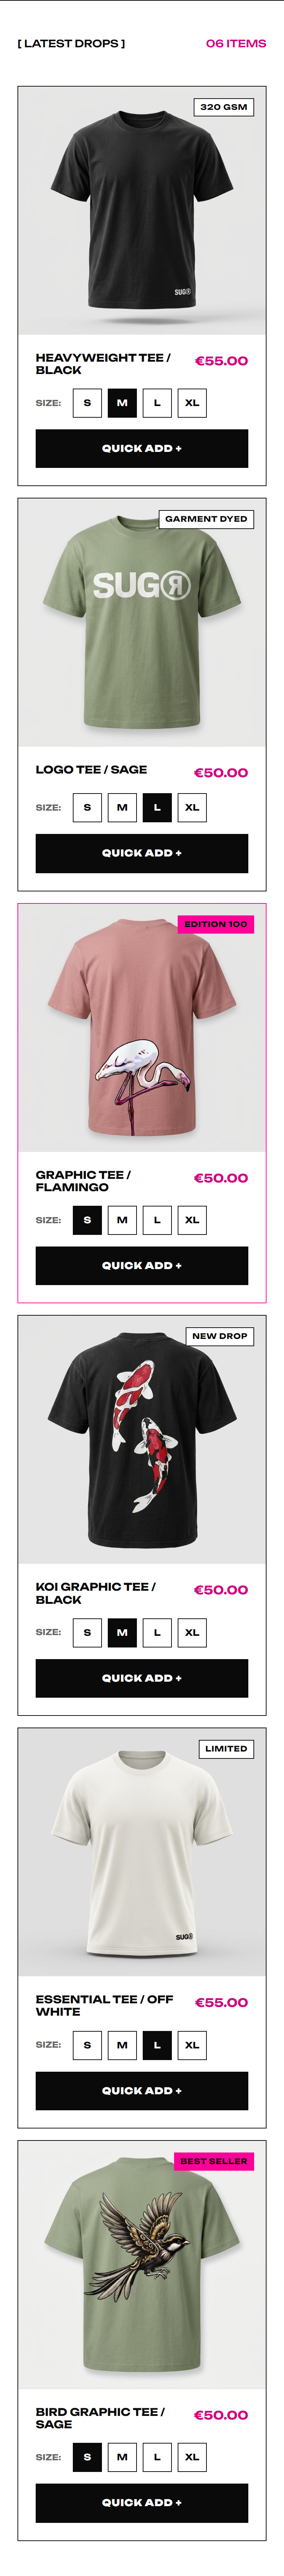 [ LATEST DROPS ]
06 ITEMS
320 GSM
SUG®
HEAVYWEIGHT TEE / BLACK
€55.00
SIZE: S M L XL
QUICK ADD +
GARMENT DYED
SUG®
LOGO TEE / SAGE
€50.00
SIZE: S M L XL
QUICK ADD +
EDITION 100
GRAPHIC TEE / FLAMINGO
€50.00
SIZE: S M L XL
QUICK ADD +
NEW DROP
KOI GRAPHIC TEE / BLACK
€50.00
SIZE: S M L XL
QUICK ADD +
LIMITED
SUG®
ESSENTIAL TEE / OFF WHITE
€55.00
SIZE: S M L XL
QUICK ADD +
BEST SELLER
BIRD GRAPHIC TEE / SAGE
€50.00
SIZE: S M L XL
QUICK ADD +